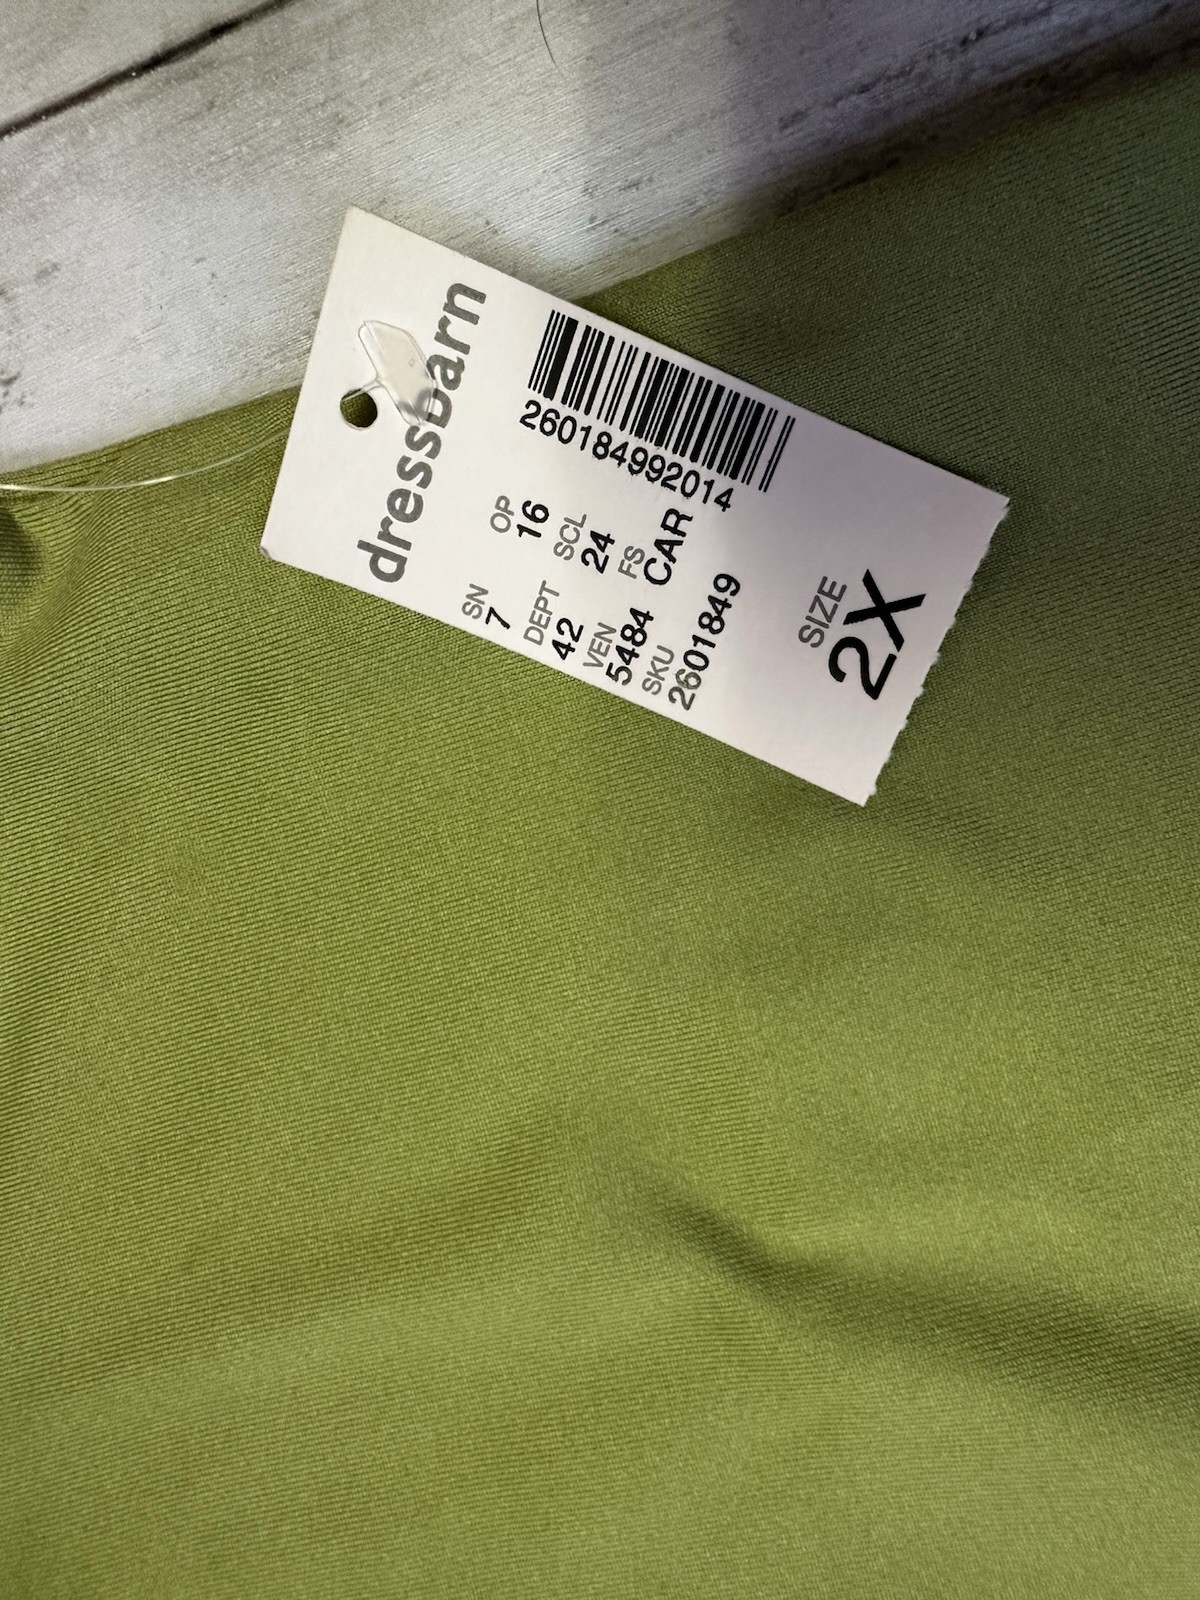 dressbarn
260184992014
SN OP
7 16
DEPT SCL
42 24
VEN FS
5484 CAR
SKU
2601849
SIZE
2X